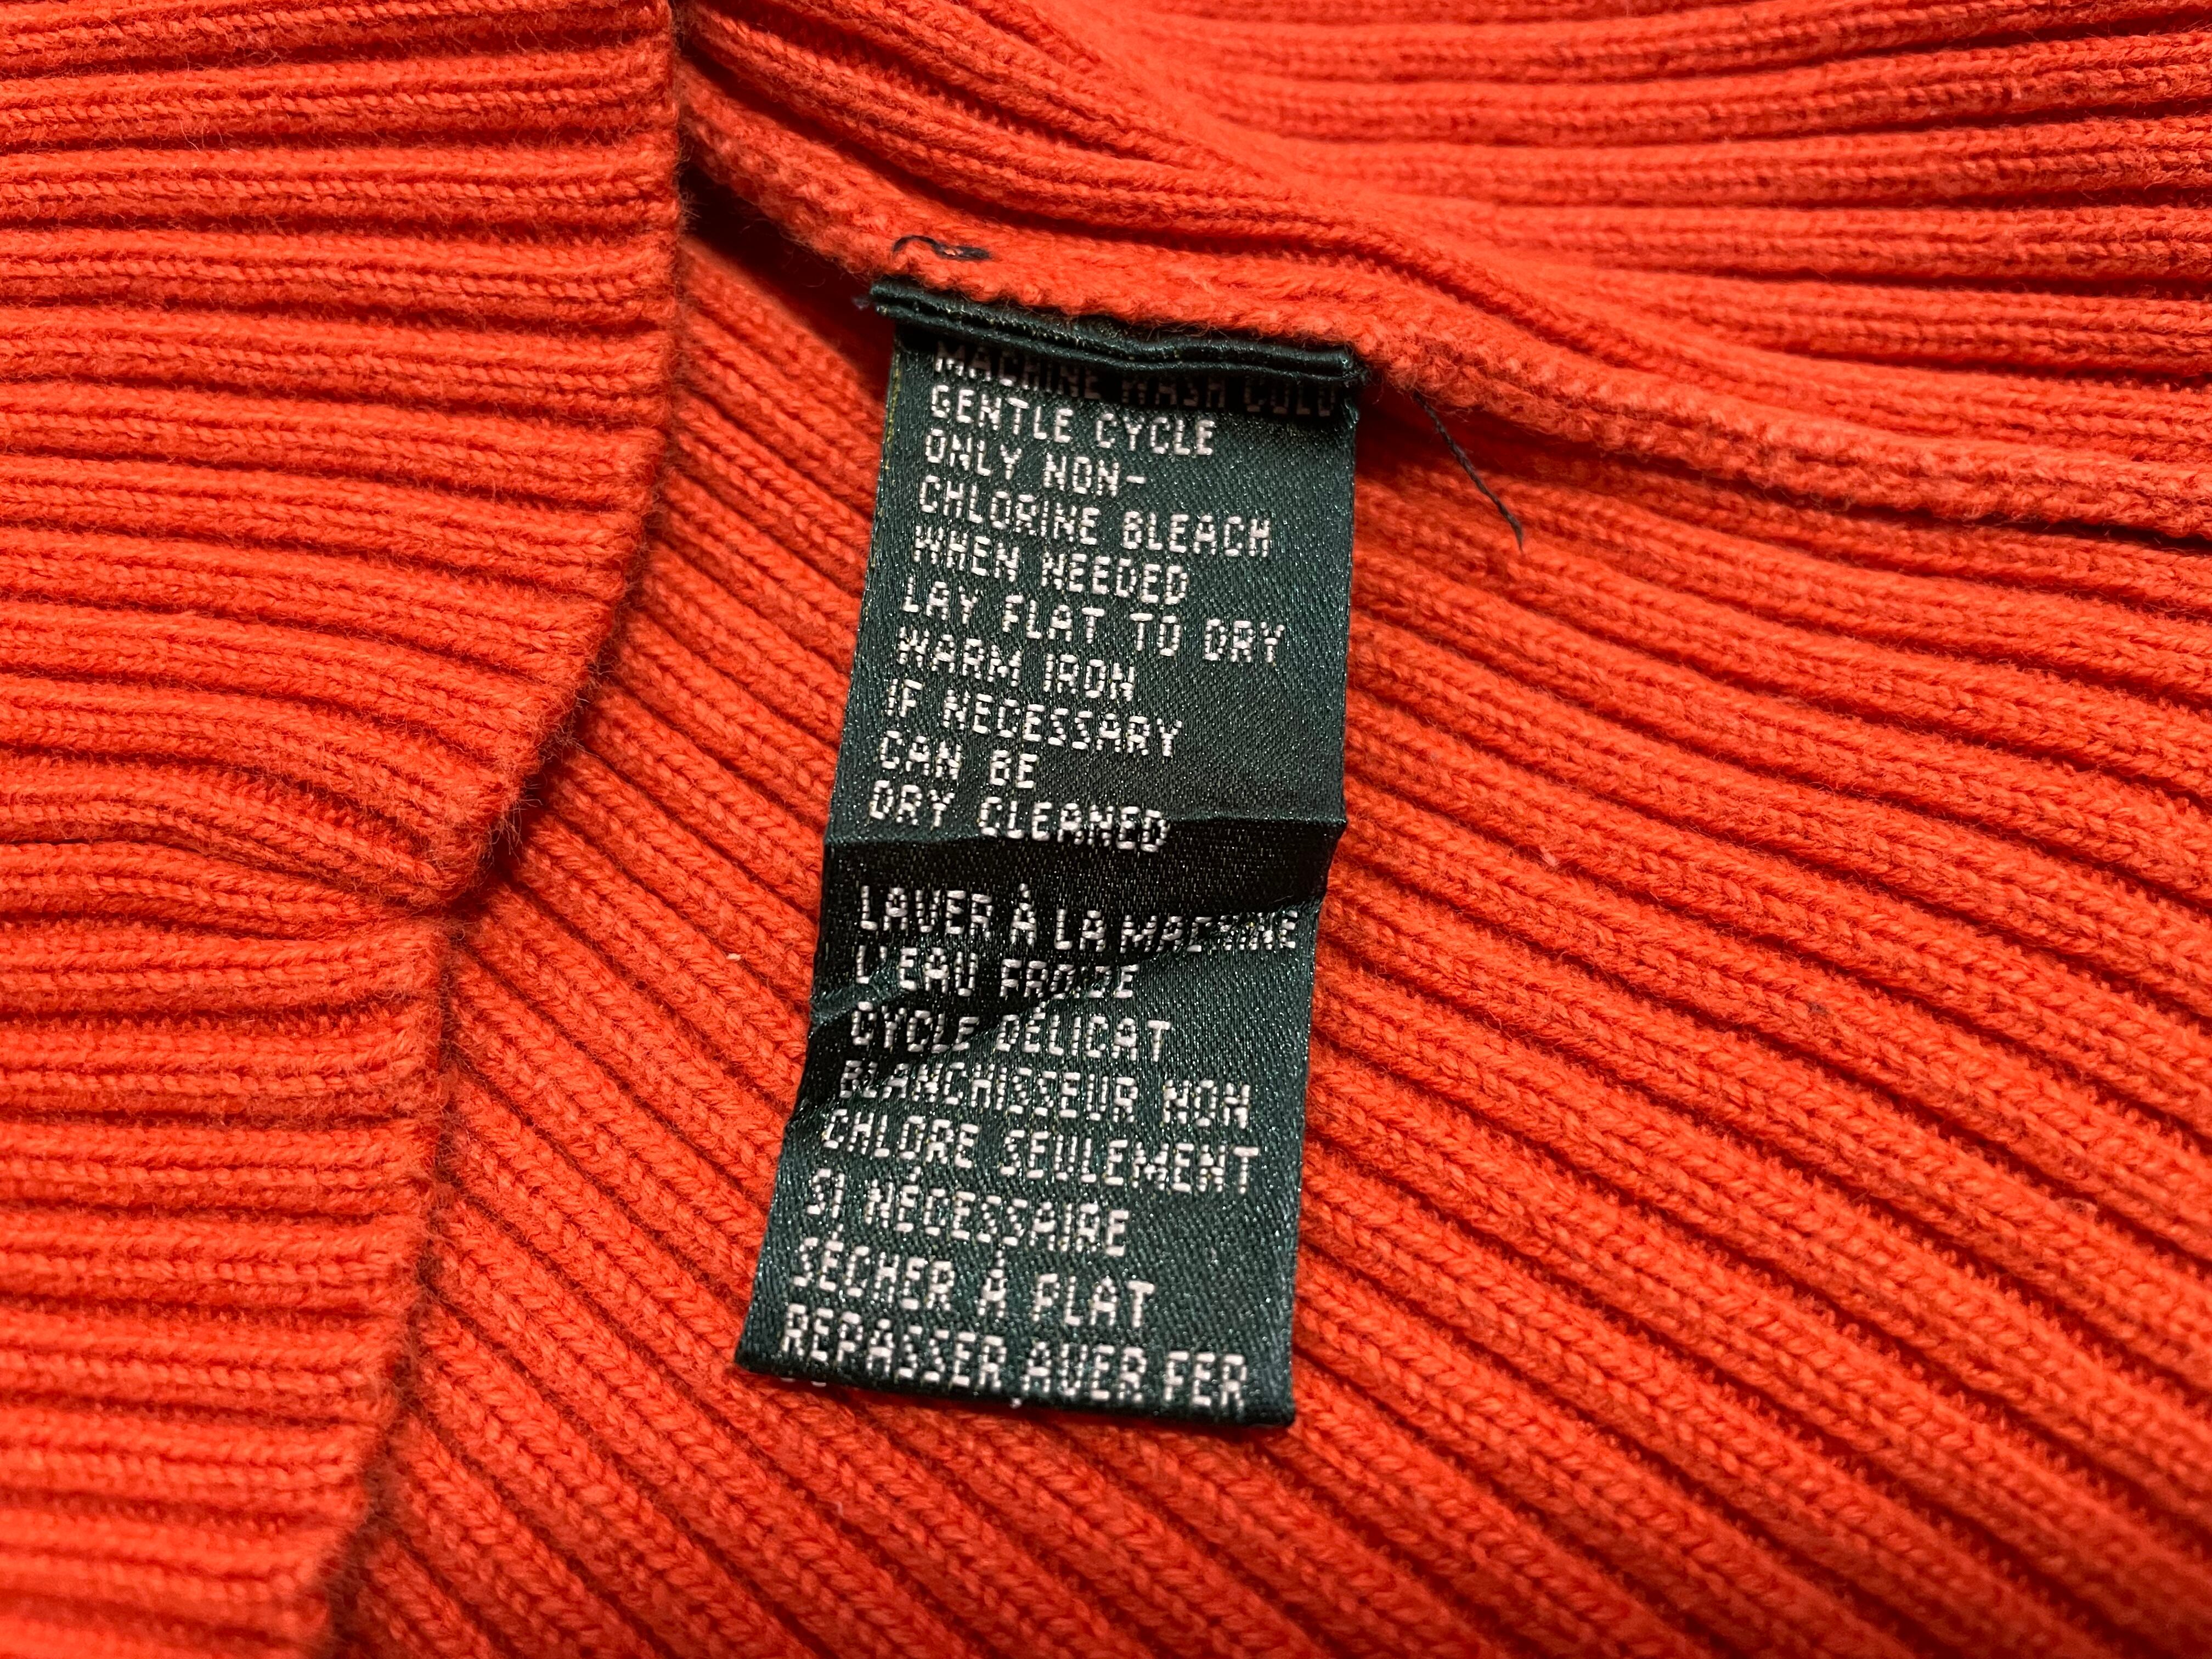 MACHINE WASH COLD
GENTLE CYCLE
ONLY NON-
CHLORINE BLEACH
WHEN NEEDED
LAY FLAT TO DRY
WARM IRON
IF NECESSARY
CAN BE
DRY CLEANED
LAVER À LA MACHINE
L'EAU FROIDE
CYCLE DÉLICAT
BLANCHISSEUR NON
CHLORE SEULEMENT
SI NÉCESSAIRE
SÉCHER À PLAT
REPASSER AVER FER